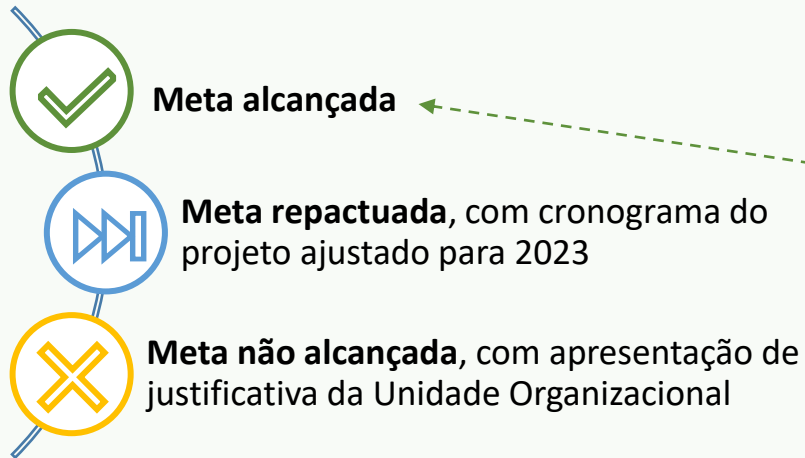 Meta alcançada
Meta repactuada, com cronograma do
projeto ajustado para 2023
Meta não alcançada, com apresentação de
justificativa da Unidade Organizacional